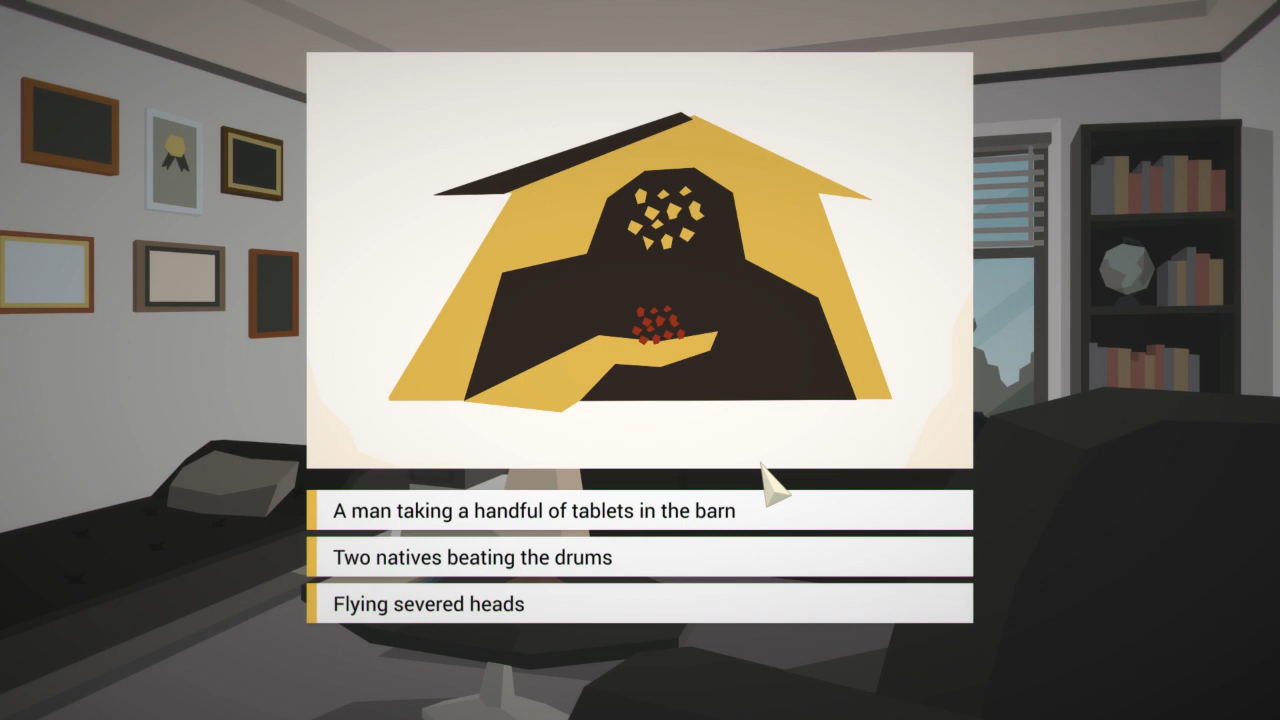 A man taking a handful of tablets in the barn
Two natives beating the drums
Flying severed heads